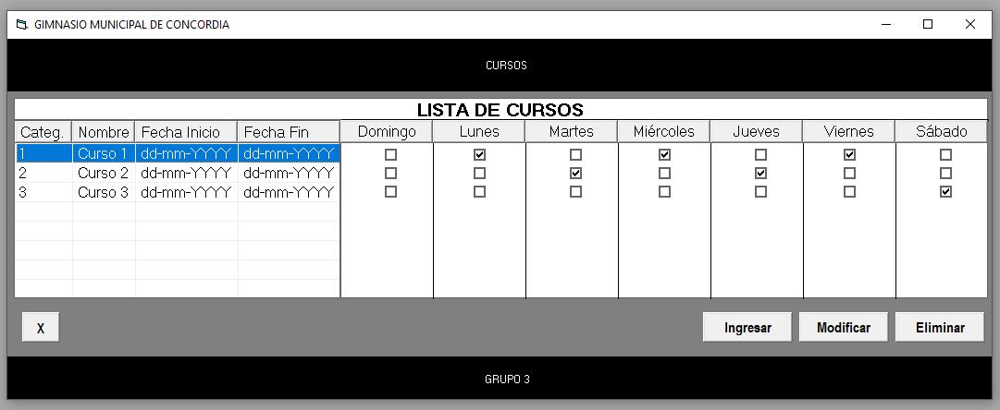 GIMNASIO MUNICIPAL DE CONCORDIA
CURSOS
LISTA DE CURSOS
Categ. Nombre Fecha Inicio Fecha Fin Domingo Lunes Martes Miércoles Jueves Viernes Sábado
1 Curso 1 dd-mm-YYYY dd-mm-YYYY
2 Curso 2 dd-mm-YYYY dd-mm-YYYY
3 Curso 3 dd-mm-YYYY dd-mm-YYYY
X Ingresar Modificar Eliminar
GRUPO 3